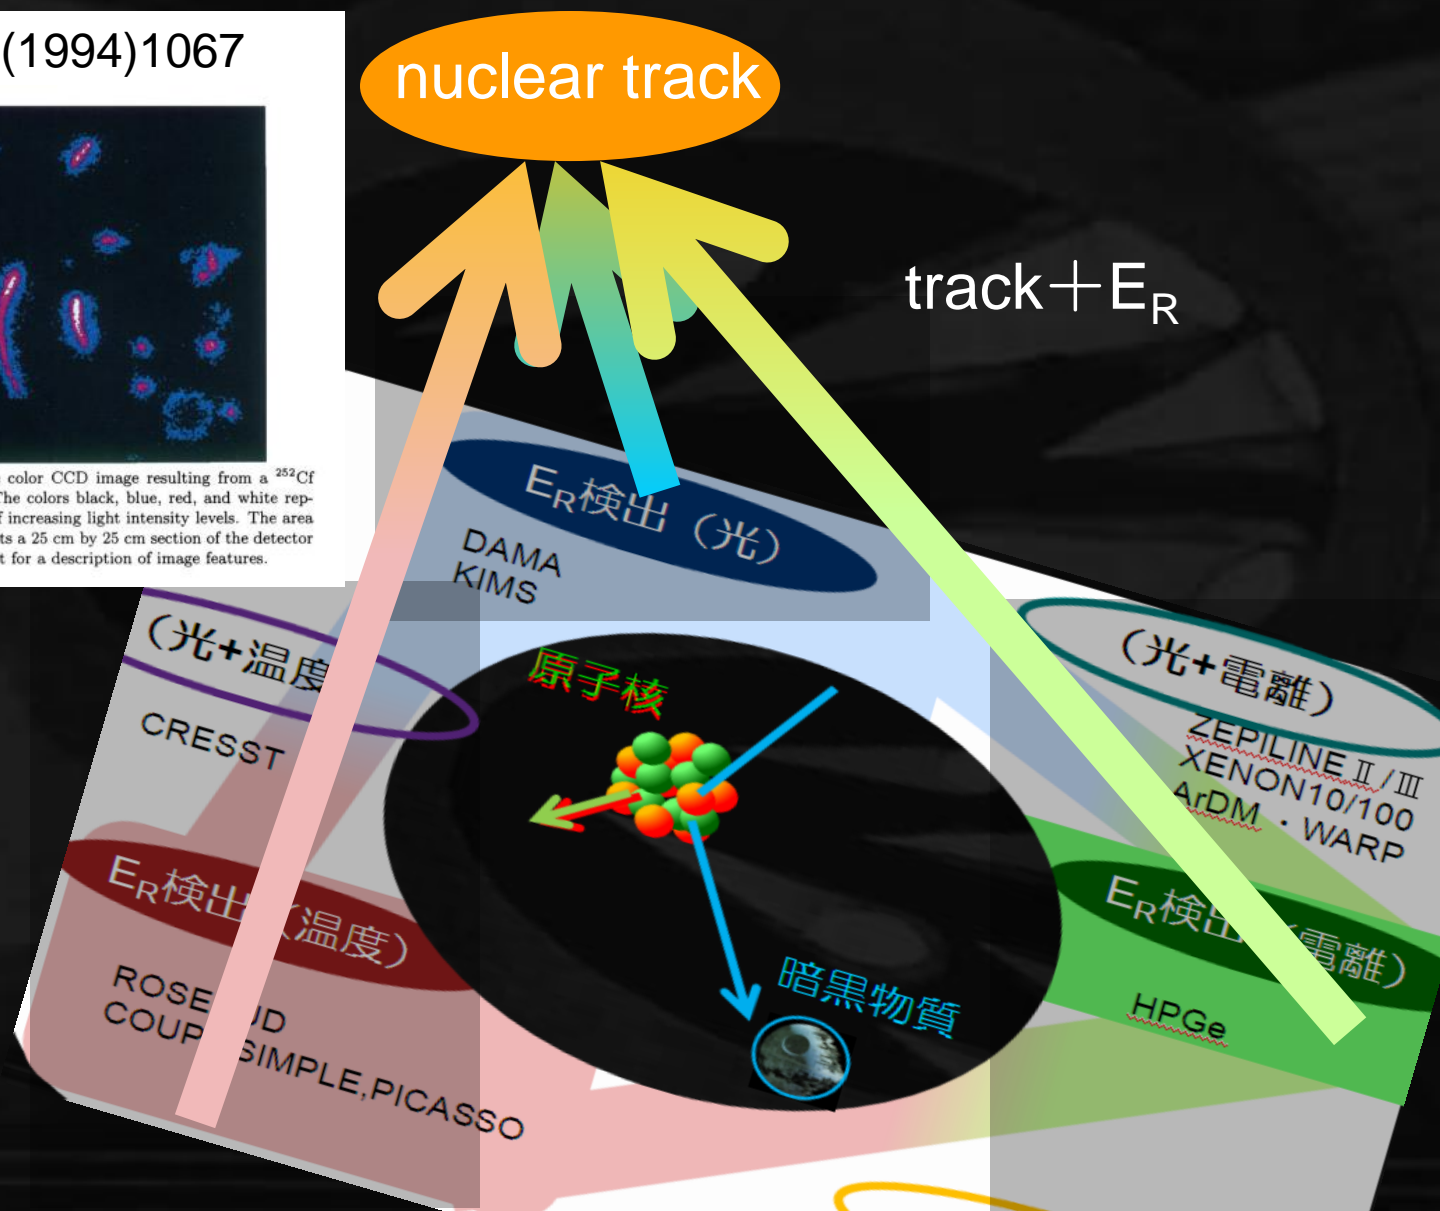 (1994)1067
nuclear track
track＋ER
color CCD image resulting from a 252Cf
The colors black, blue, red, and white rep-
f increasing light intensity levels. The area
ts a 25 cm by 25 cm section of the detector
t for a description of image features.
ER検出（光）
DAMA
KIMS
（光+温度
CRESST
原子核
（光+電離）
ZEPILINE Ⅱ/Ⅲ
XENON10/100
ArDM ・WARP
ER検出（温度）
ER検出（電離）
HPGe
暗黒物質
SIMPLE,PICASSO